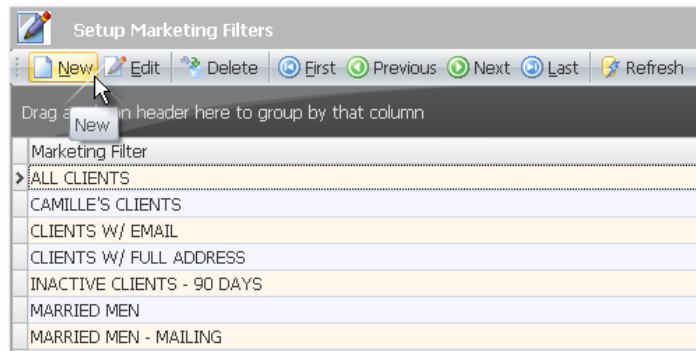 Setup Marketing Filters
New Edit Delete First Previous Next Last Refresh
Drag a n header here to group by that column
New
Marketing Filter
ALL CLIENTS
CAMILLE'S CLIENTS
CLIENTS W/ EMAIL
CLIENTS W/ FULL ADDRESS
INACTIVE CLIENTS - 90 DAYS
MARRIED MEN
MARRIED MEN - MAILING